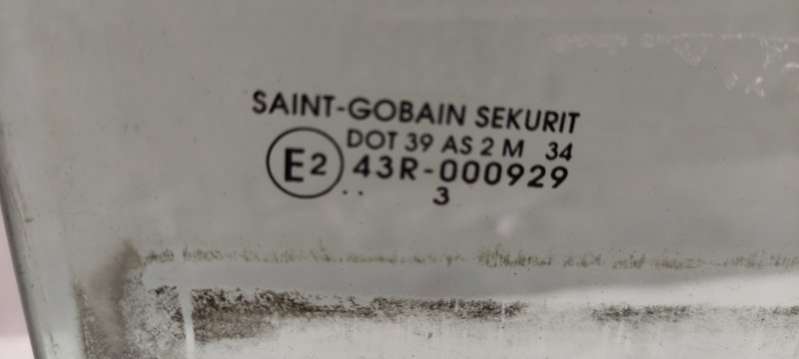 SAINT-GOBAIN SEKURIT
DOT 39 AS 2 M 34
E2 43R-000929
.. 3